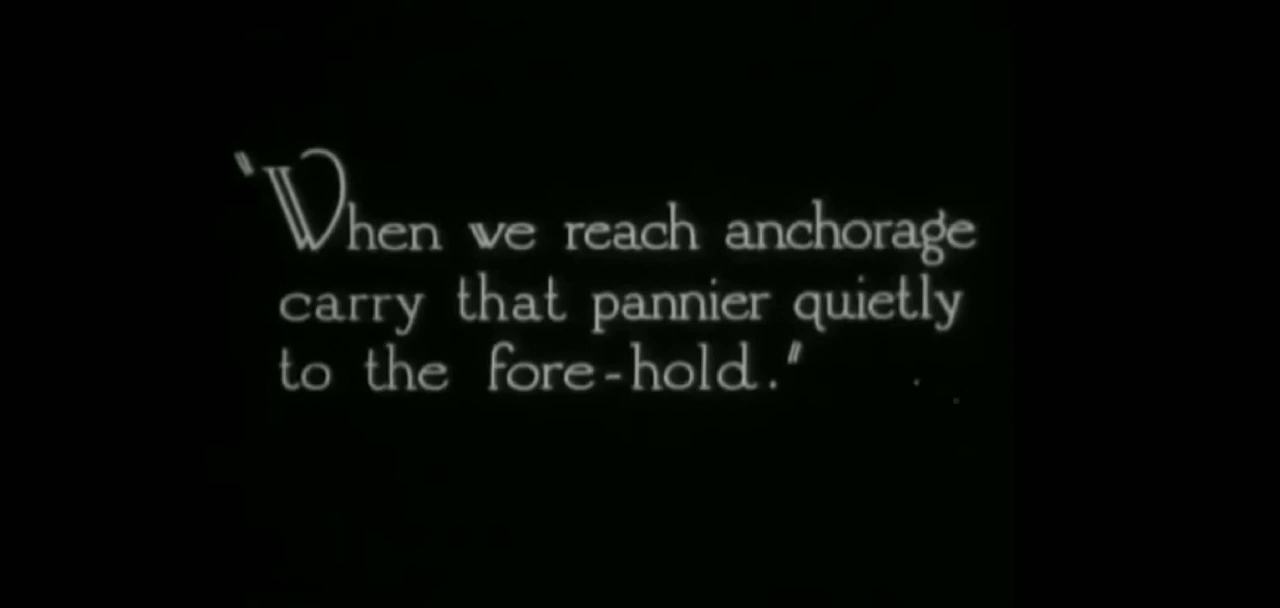 "When we reach anchorage
carry that pannier quietly
to the fore-hold."